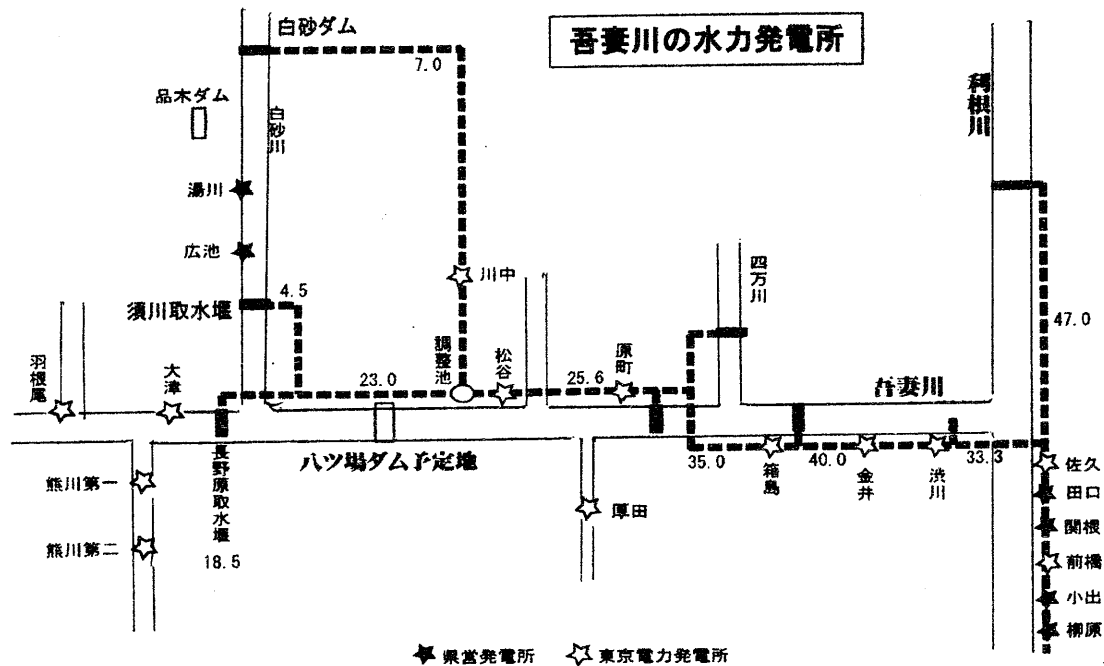 吾妻川の水力発電所
白砂ダム
7.0
品木ダム
白砂川
利根川
湯川
広池
四万川
川中
4.5
須川取水堰
47.0
羽根尾
大津
調整池
松谷
原町
23.0
25.6
吾妻川
八ツ場ダム予定地
長野原取水堰
18.5
35.0
箱島
40.0
金井
渋川
33.3
佐久
田口
関根
前橋
小出
柳原
熊川第一
熊川第二
厚田
県営発電所
東京電力発電所